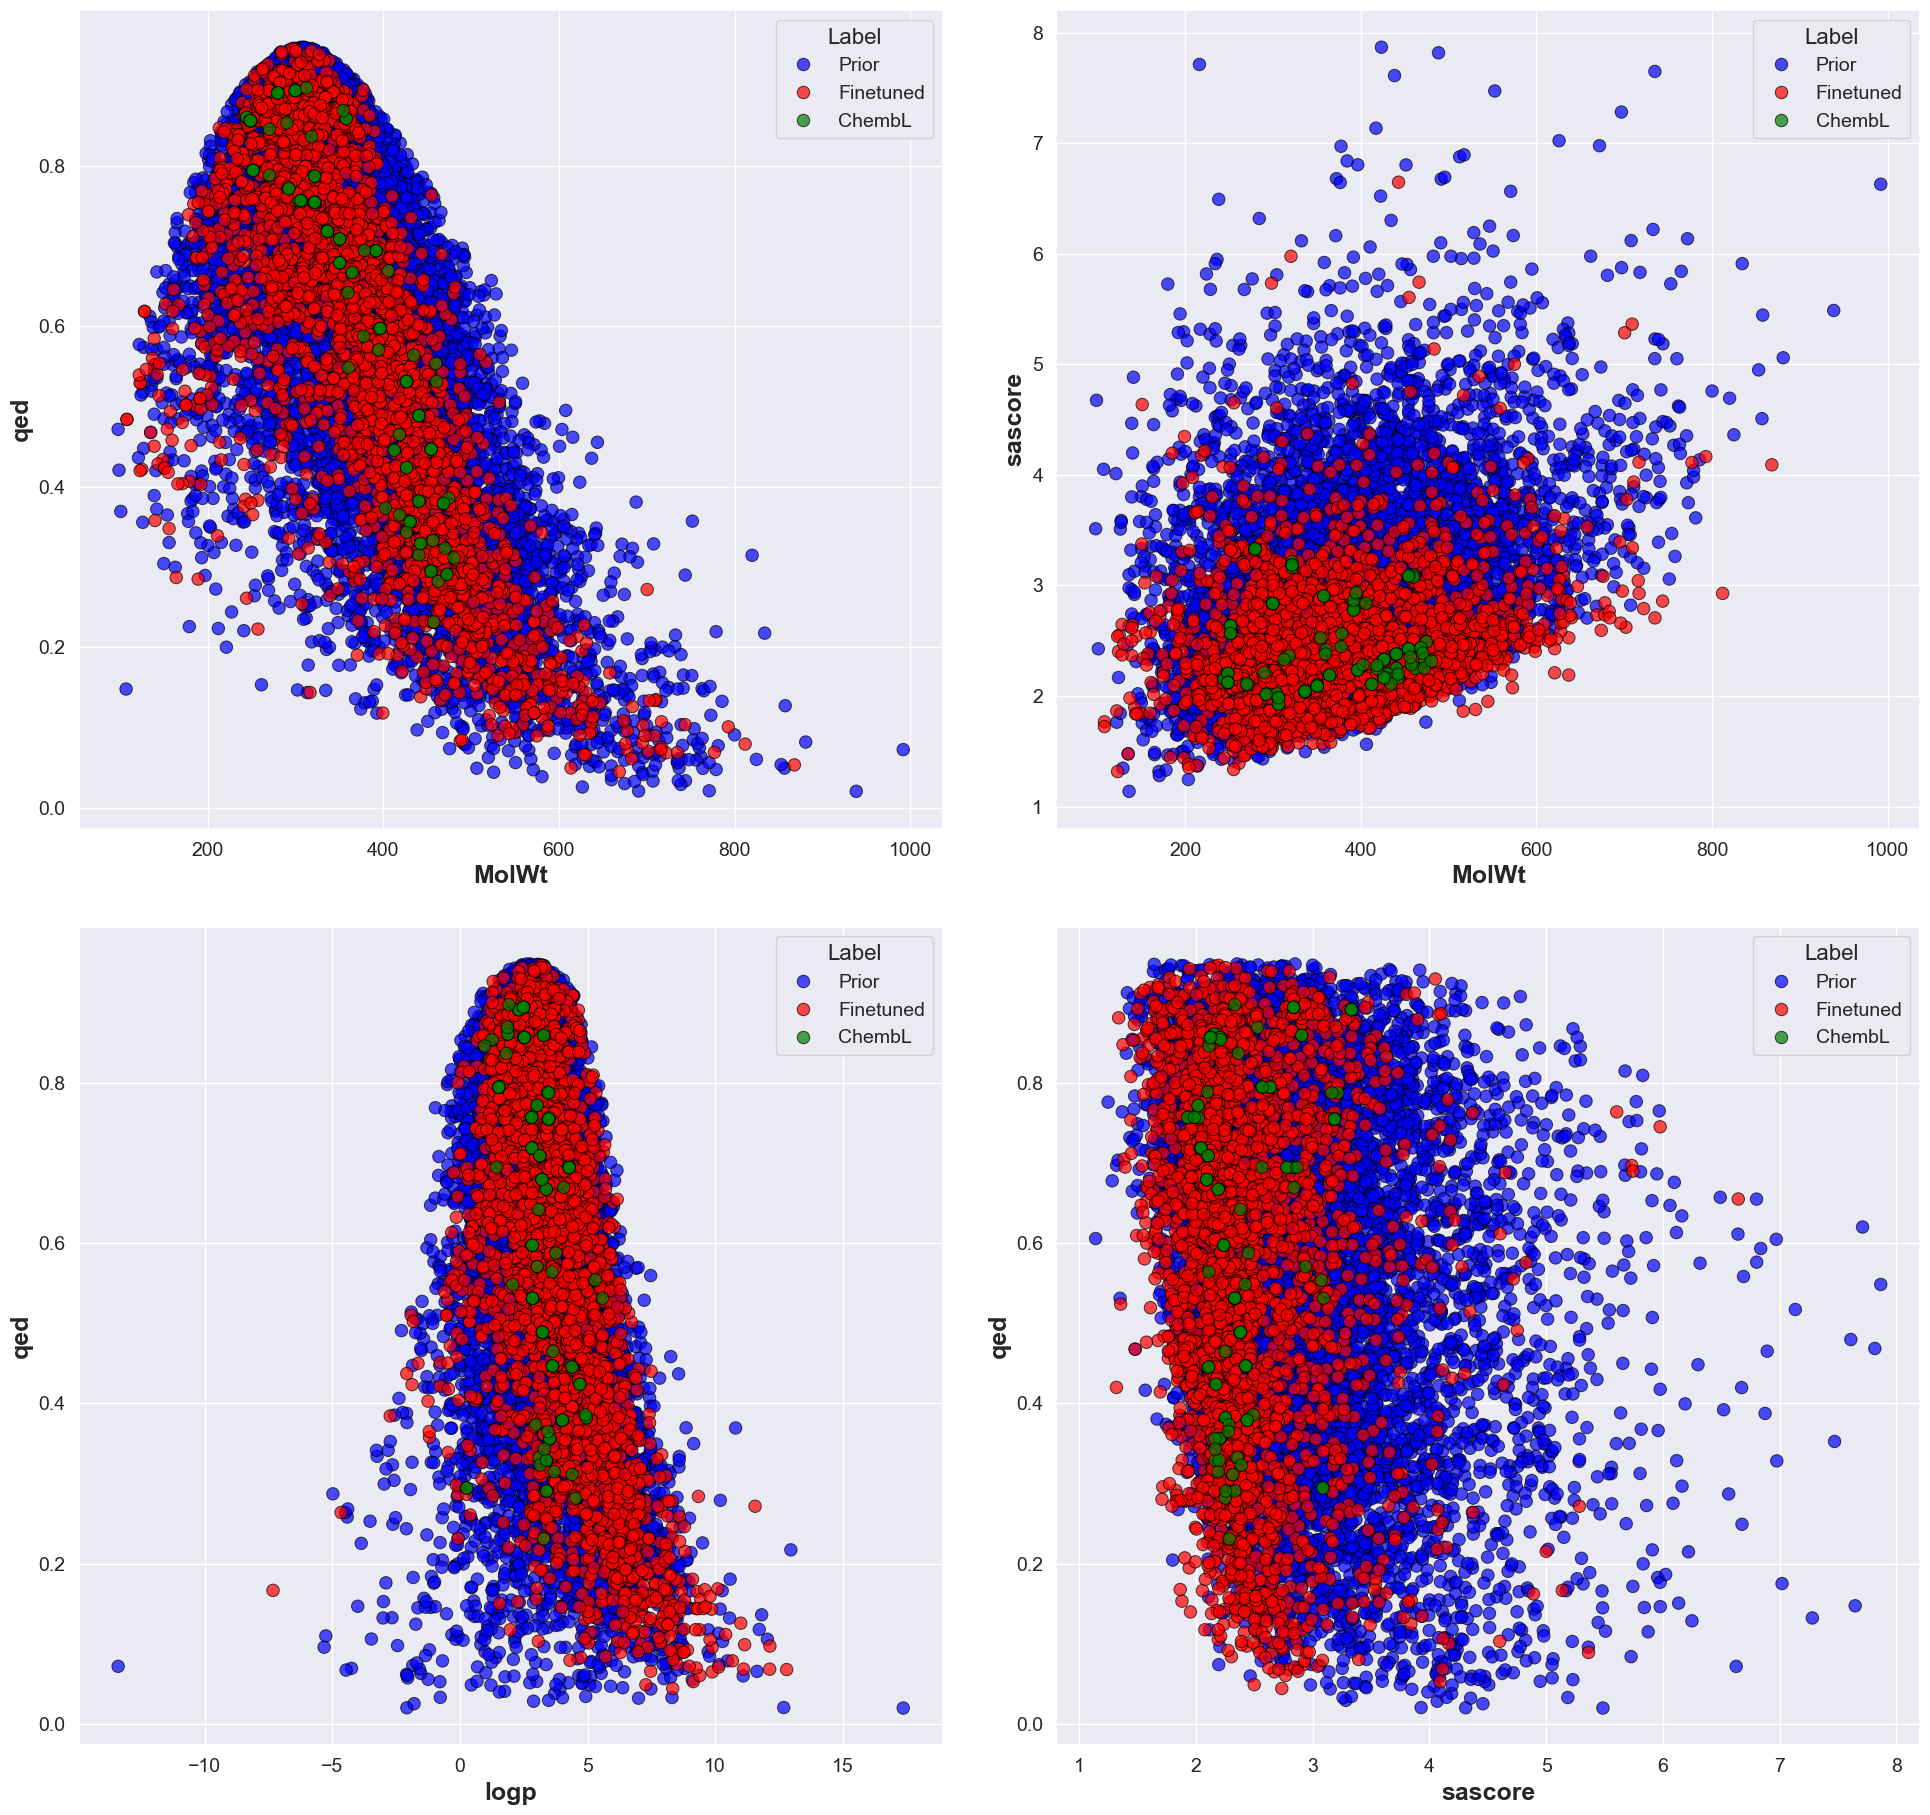 Label
Prior
Finetuned
ChembL
qed
0.8
0.6
0.4
0.2
0.0
200 400 600 800 1000
MolWt
Label
Prior
Finetuned
ChembL
sascore
8
7
6
5
4
3
2
1
200 400 600 800 1000
MolWt
Label
Prior
Finetuned
ChembL
qed
0.8
0.6
0.4
0.2
0.0
−10 −5 0 5 10 15
logp
Label
Prior
Finetuned
ChembL
qed
0.8
0.6
0.4
0.2
0.0
1 2 3 4 5 6 7 8
sascore